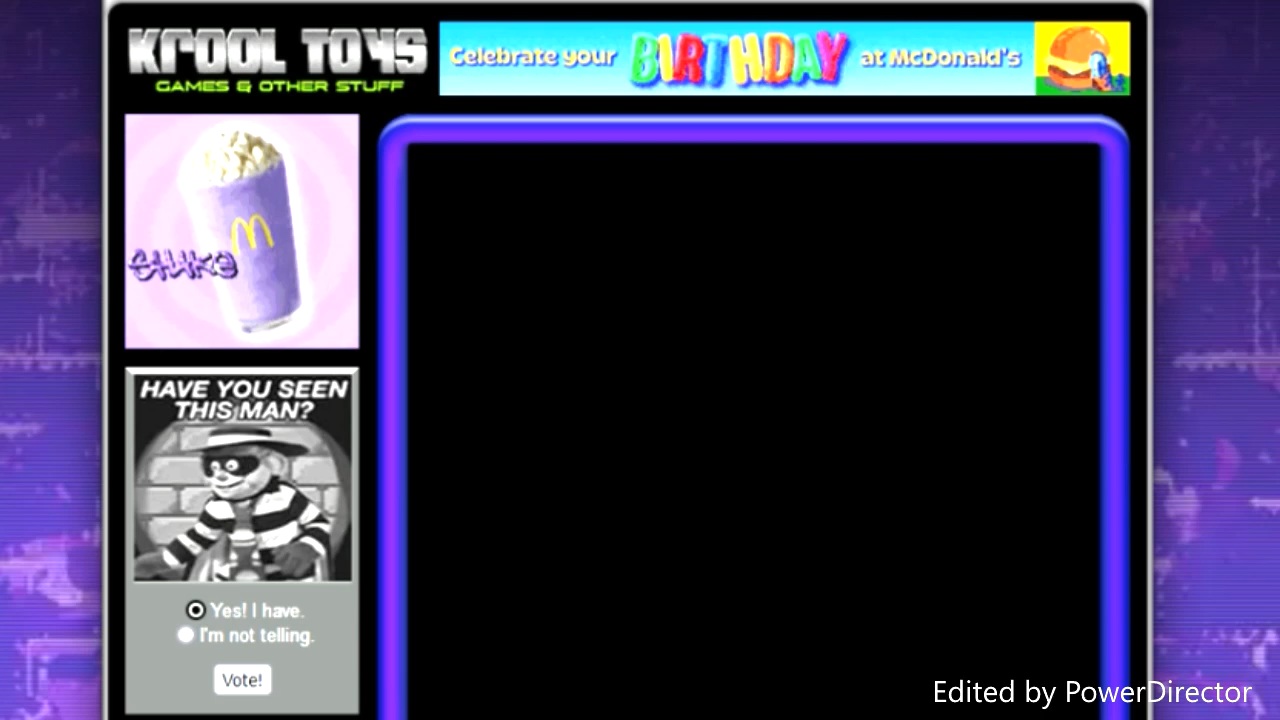 KROOL TOYS
GAMES & OTHER STUFF
Celebrate your BIRTHDAY at McDonald's
SHAKE
HAVE YOU SEEN
THIS MAN?
Yes! I have.
I'm not telling.
Vote!
Edited by PowerDirector